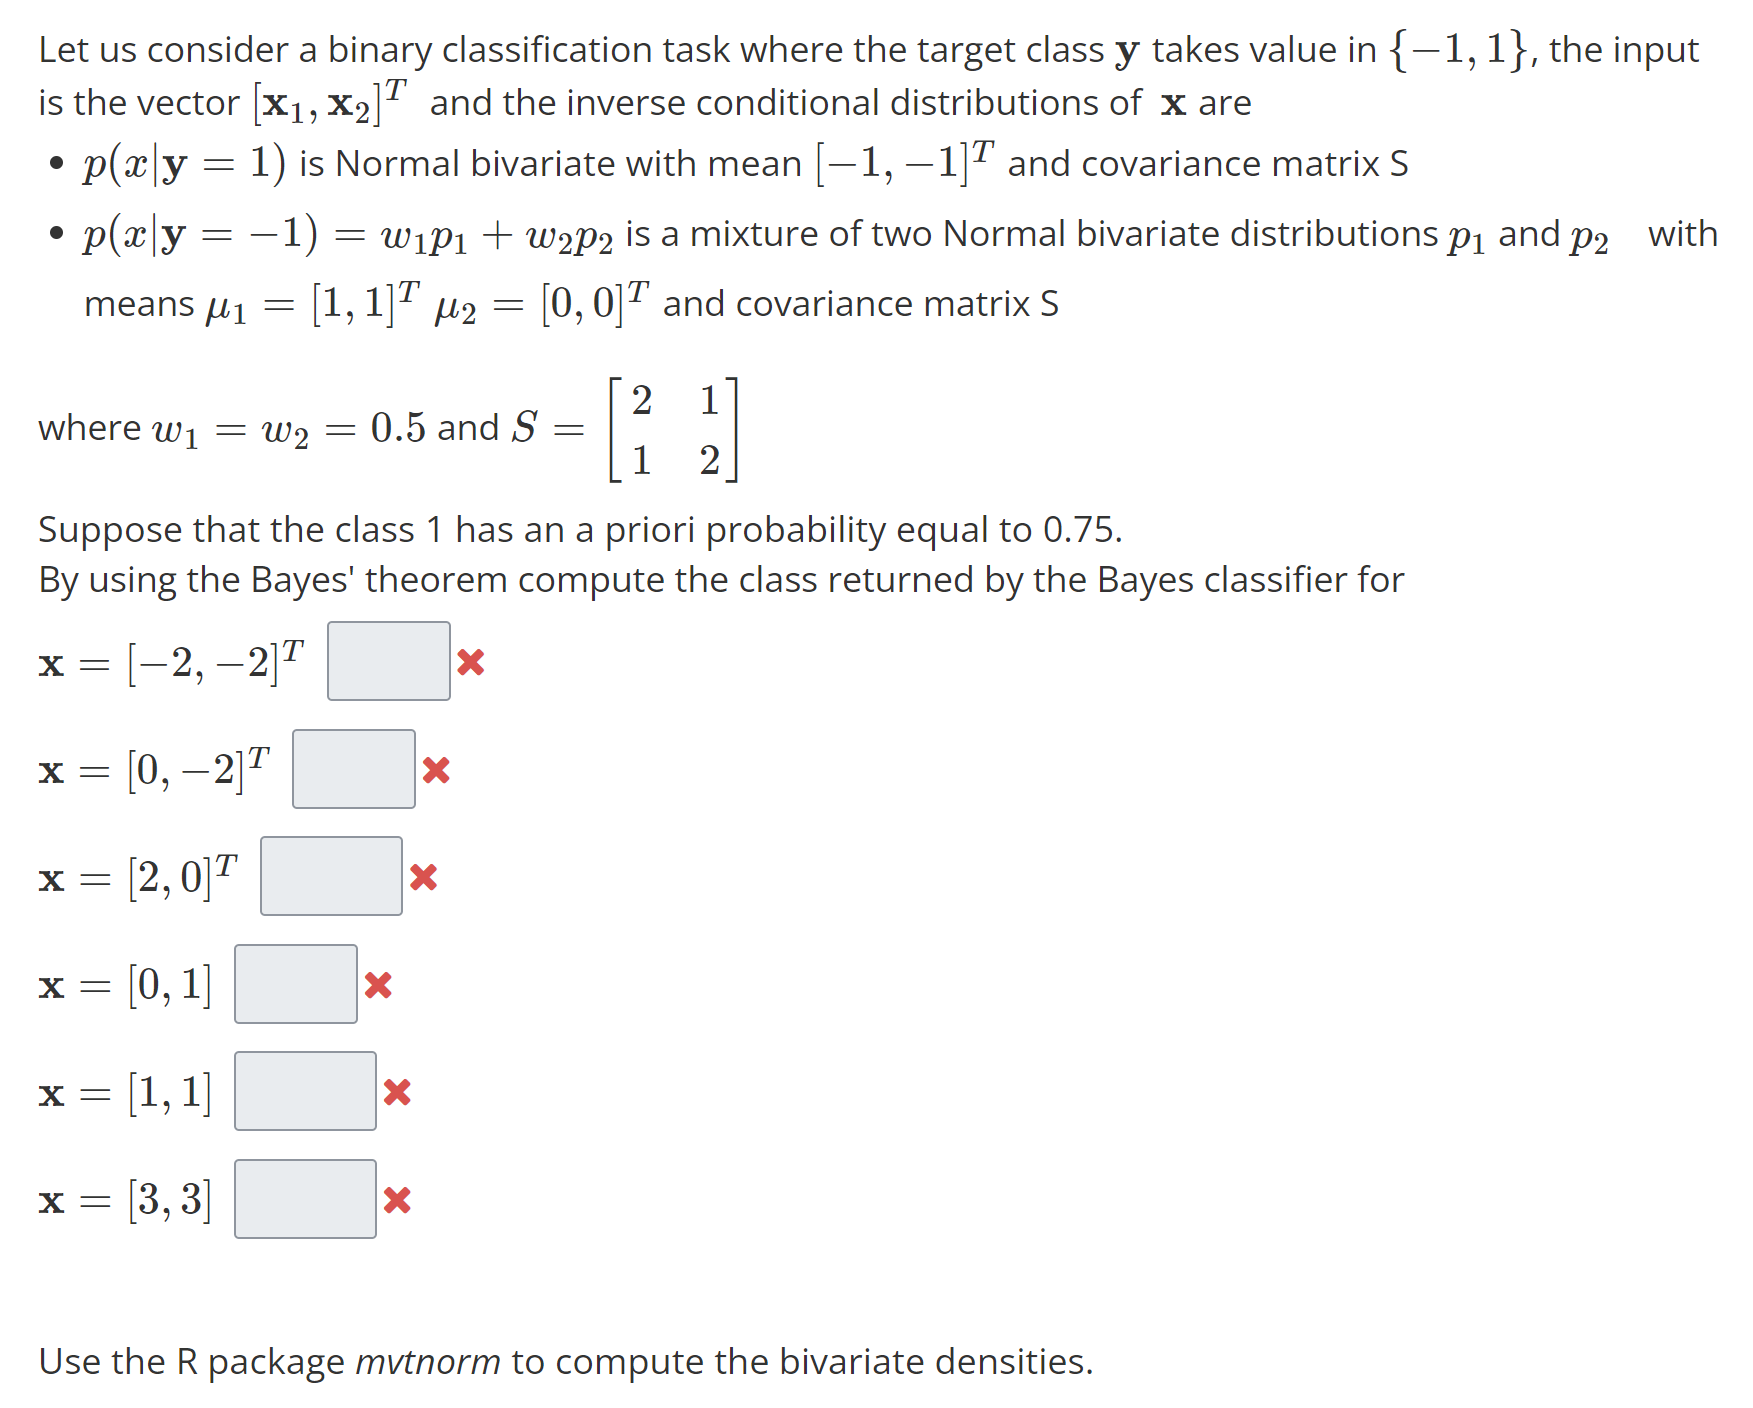 Let us consider a binary classification task where the target class $\mathbf{y}$ takes value in $\{-1, 1\}$, the input
is the vector $[\mathbf{x}_1, \mathbf{x}_2]^T$ and the inverse conditional distributions of $\mathbf{x}$ are
• $p(x|\mathbf{y} = 1)$ is Normal bivariate with mean $[-1, -1]^T$ and covariance matrix S
• $p(x|\mathbf{y} = -1) = w_1p_1 + w_2p_2$ is a mixture of two Normal bivariate distributions $p_1$ and $p_2$ with
means $\mu_1 = [1, 1]^T$ $\mu_2 = [0, 0]^T$ and covariance matrix S
where $w_1 = w_2 = 0.5$ and $S = \begin{bmatrix} 2 & 1 \\ 1 & 2 \end{bmatrix}$
Suppose that the class 1 has an a priori probability equal to 0.75.
By using the Bayes' theorem compute the class returned by the Bayes classifier for
$\mathbf{x} = [-2, -2]^T$
$\mathbf{x} = [0, -2]^T$
$\mathbf{x} = [2, 0]^T$
$\mathbf{x} = [0, 1]$
$\mathbf{x} = [1, 1]$
$\mathbf{x} = [3, 3]$
Use the R package mvtnorm to compute the bivariate densities.